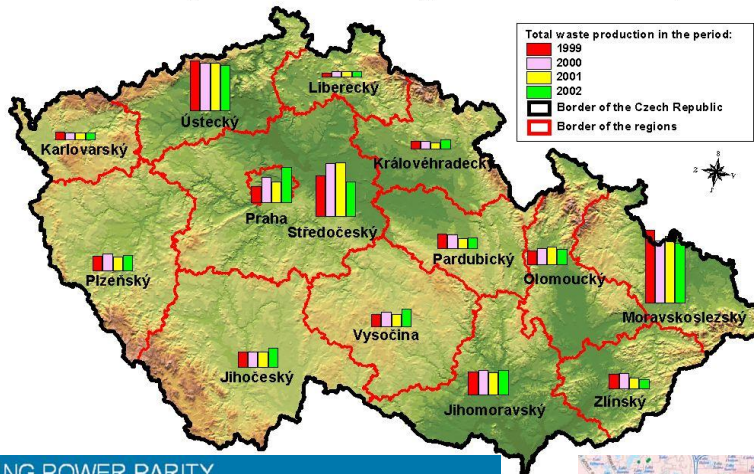 Total waste production in the period:
1999
2000
2001
2002
Border of the Czech Republic
Border of the regions
Liberecký
Ústecký
Karlovarský
Královéhradecký
Praha
Středočeský
Pardubický
Olomoucký
Plzeňský
Moravskoslezský
Vysočina
Jihočeský
Jihomoravský
Zlínský
NG POWER PARITY